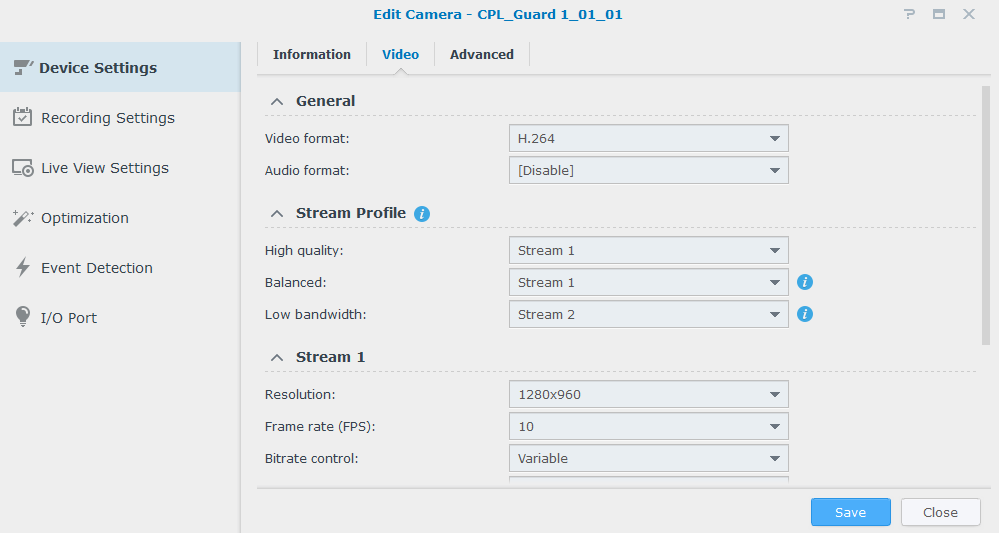 Edit Camera - CPL_Guard 1_01_01
Device Settings
Recording Settings
Live View Settings
Optimization
Event Detection
I/O Port
Information Video Advanced
General
Video format: H.264
Audio format: [Disable]
Stream Profile
High quality: Stream 1
Balanced: Stream 1
Low bandwidth: Stream 2
Stream 1
Resolution: 1280x960
Frame rate (FPS): 10
Bitrate control: Variable
Save Close